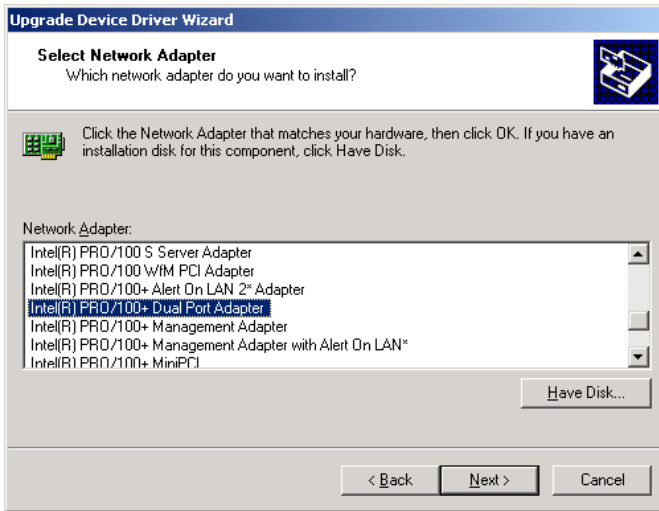 Upgrade Device Driver Wizard
Select Network Adapter
Which network adapter do you want to install?
Click the Network Adapter that matches your hardware, then click OK. If you have an
installation disk for this component, click Have Disk.
Network Adapter:
Intel(R) PRO/100 S Server Adapter
Intel(R) PRO/100 WfM PCI Adapter
Intel(R) PRO/100+ Alert On LAN 2* Adapter
Intel(R) PRO/100+ Dual Port Adapter
Intel(R) PRO/100+ Management Adapter
Intel(R) PRO/100+ Management Adapter with Alert On LAN*
Intel(R) PRO/100+ MiniPCI
Have Disk...
< Back Next > Cancel